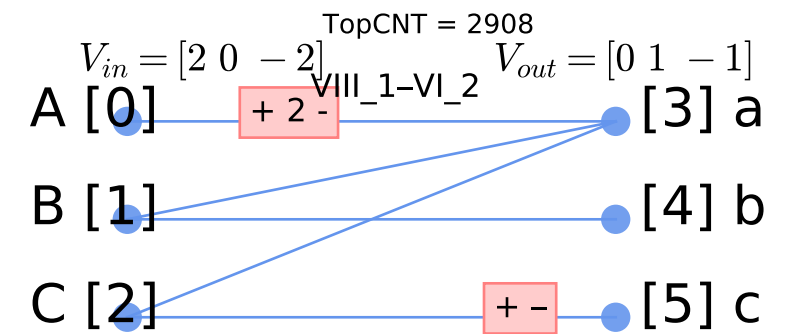 TopCNT = 2908
V_in = [2 0 − 2] V_out = [0 1 − 1]
VIII_1–VI_2
A [0] + 2 - [3] a
B [1] [4] b
C [2] + – [5] c